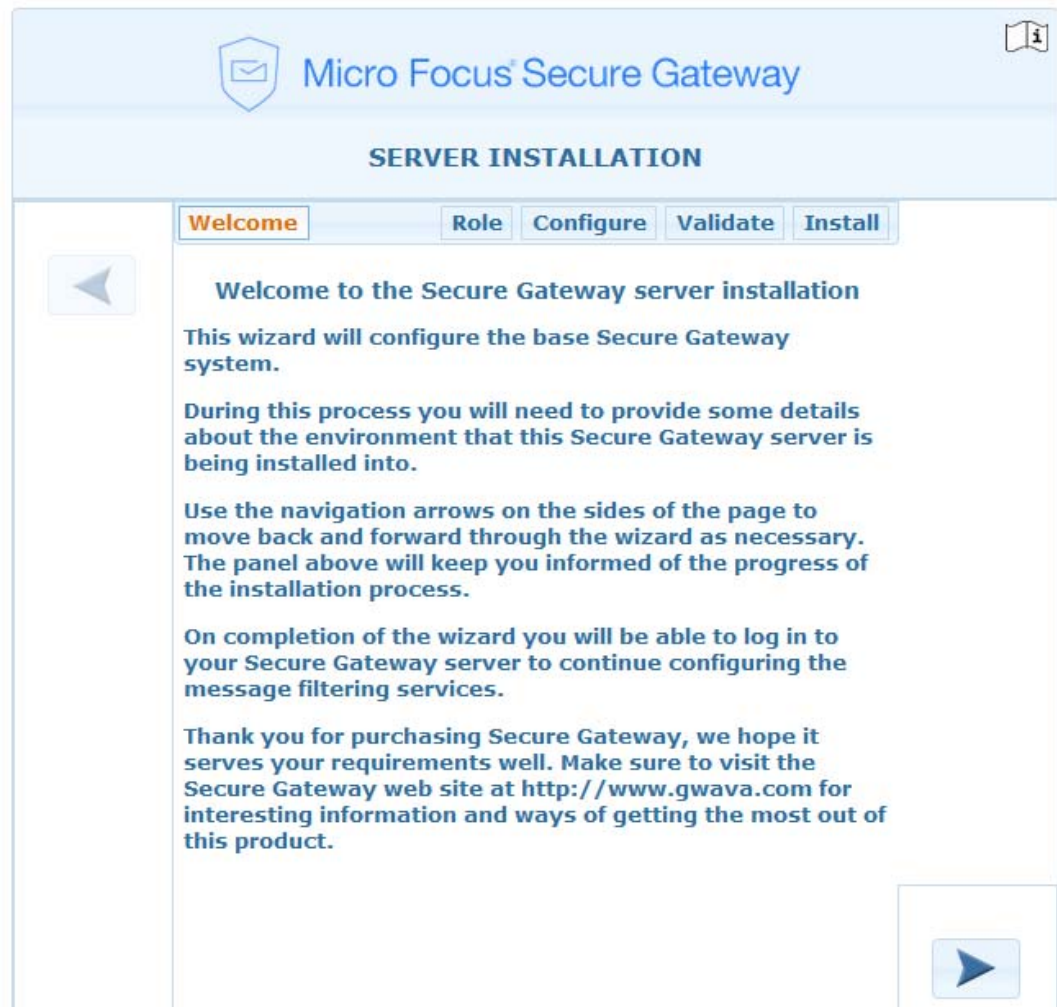 Micro Focus® Secure Gateway
SERVER INSTALLATION
Welcome Role Configure Validate Install
Welcome to the Secure Gateway server installation
This wizard will configure the base Secure Gateway
system.
During this process you will need to provide some details
about the environment that this Secure Gateway server is
being installed into.
Use the navigation arrows on the sides of the page to
move back and forward through the wizard as necessary.
The panel above will keep you informed of the progress of
the installation process.
On completion of the wizard you will be able to log in to
your Secure Gateway server to continue configuring the
message filtering services.
Thank you for purchasing Secure Gateway, we hope it
serves your requirements well. Make sure to visit the
Secure Gateway web site at http://www.gwava.com for
interesting information and ways of getting the most out of
this product.